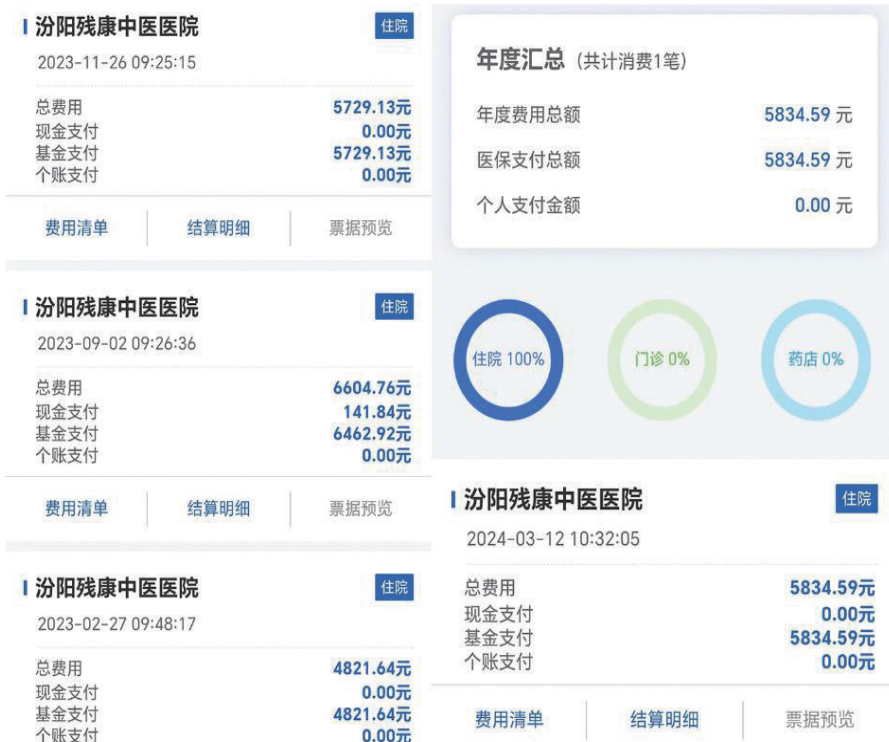 汾阳残康中医医院 住院
2023-11-26 09:25:15
总费用 5729.13元
现金支付 0.00元
基金支付 5729.13元
个账支付 0.00元
费用清单 结算明细 票据预览
汾阳残康中医医院 住院
2023-09-02 09:26:36
总费用 6604.76元
现金支付 141.84元
基金支付 6462.92元
个账支付 0.00元
费用清单 结算明细 票据预览
汾阳残康中医医院 住院
2023-02-27 09:48:17
总费用 4821.64元
现金支付 0.00元
基金支付 4821.64元
个账支付 0.00元
年度汇总（共计消费1笔）
年度费用总额 5834.59 元
医保支付总额 5834.59 元
个人支付金额 0.00 元
住院 100% 门诊 0% 药店 0%
汾阳残康中医医院 住院
2024-03-12 10:32:05
总费用 5834.59元
现金支付 0.00元
基金支付 5834.59元
个账支付 0.00元
费用清单 结算明细 票据预览